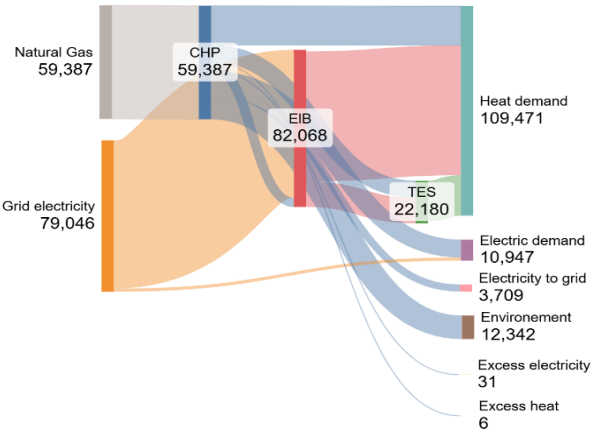 Natural Gas
59,387
CHP
59,387
Grid electricity
79,046
EIB
82,068
TES
22,180
Heat demand
109,471
Electric demand
10,947
Electricity to grid
3,709
Environement
12,342
Excess electricity
31
Excess heat
6